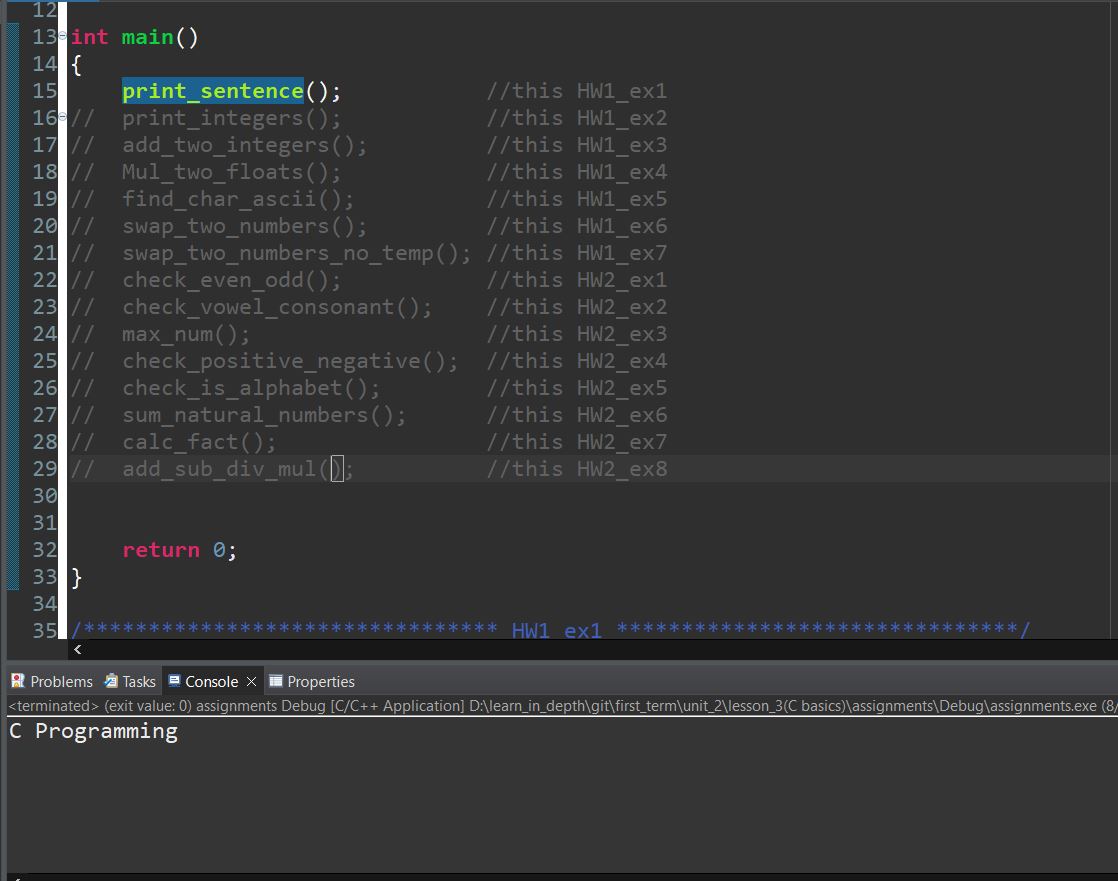 12
13 int main()
14 {
15     print_sentence();           //this HW1_ex1
16 //  print_integers();           //this HW1_ex2
17 //  add_two_integers();         //this HW1_ex3
18 //  Mul_two_floats();           //this HW1_ex4
19 //  find_char_ascii();          //this HW1_ex5
20 //  swap_two_numbers();         //this HW1_ex6
21 //  swap_two_numbers_no_temp(); //this HW1_ex7
22 //  check_even_odd();           //this HW2_ex1
23 //  check_vowel_consonant();    //this HW2_ex2
24 //  max_num();                  //this HW2_ex3
25 //  check_positive_negative();  //this HW2_ex4
26 //  check_is_alphabet();        //this HW2_ex5
27 //  sum_natural_numbers();      //this HW2_ex6
28 //  calc_fact();                //this HW2_ex7
29 //  add_sub_div_mul();          //this HW2_ex8
30
31
32     return 0;
33 }
34
35 /******************************** HW1_ex1 *******************************/
Problems Tasks Console Properties
<terminated> (exit value: 0) assignments Debug [C/C++ Application] D:\learn_in_depth\git\first_term\unit_2\lesson_3(C basics)\assignments\Debug\assignments.exe (8/
C Programming